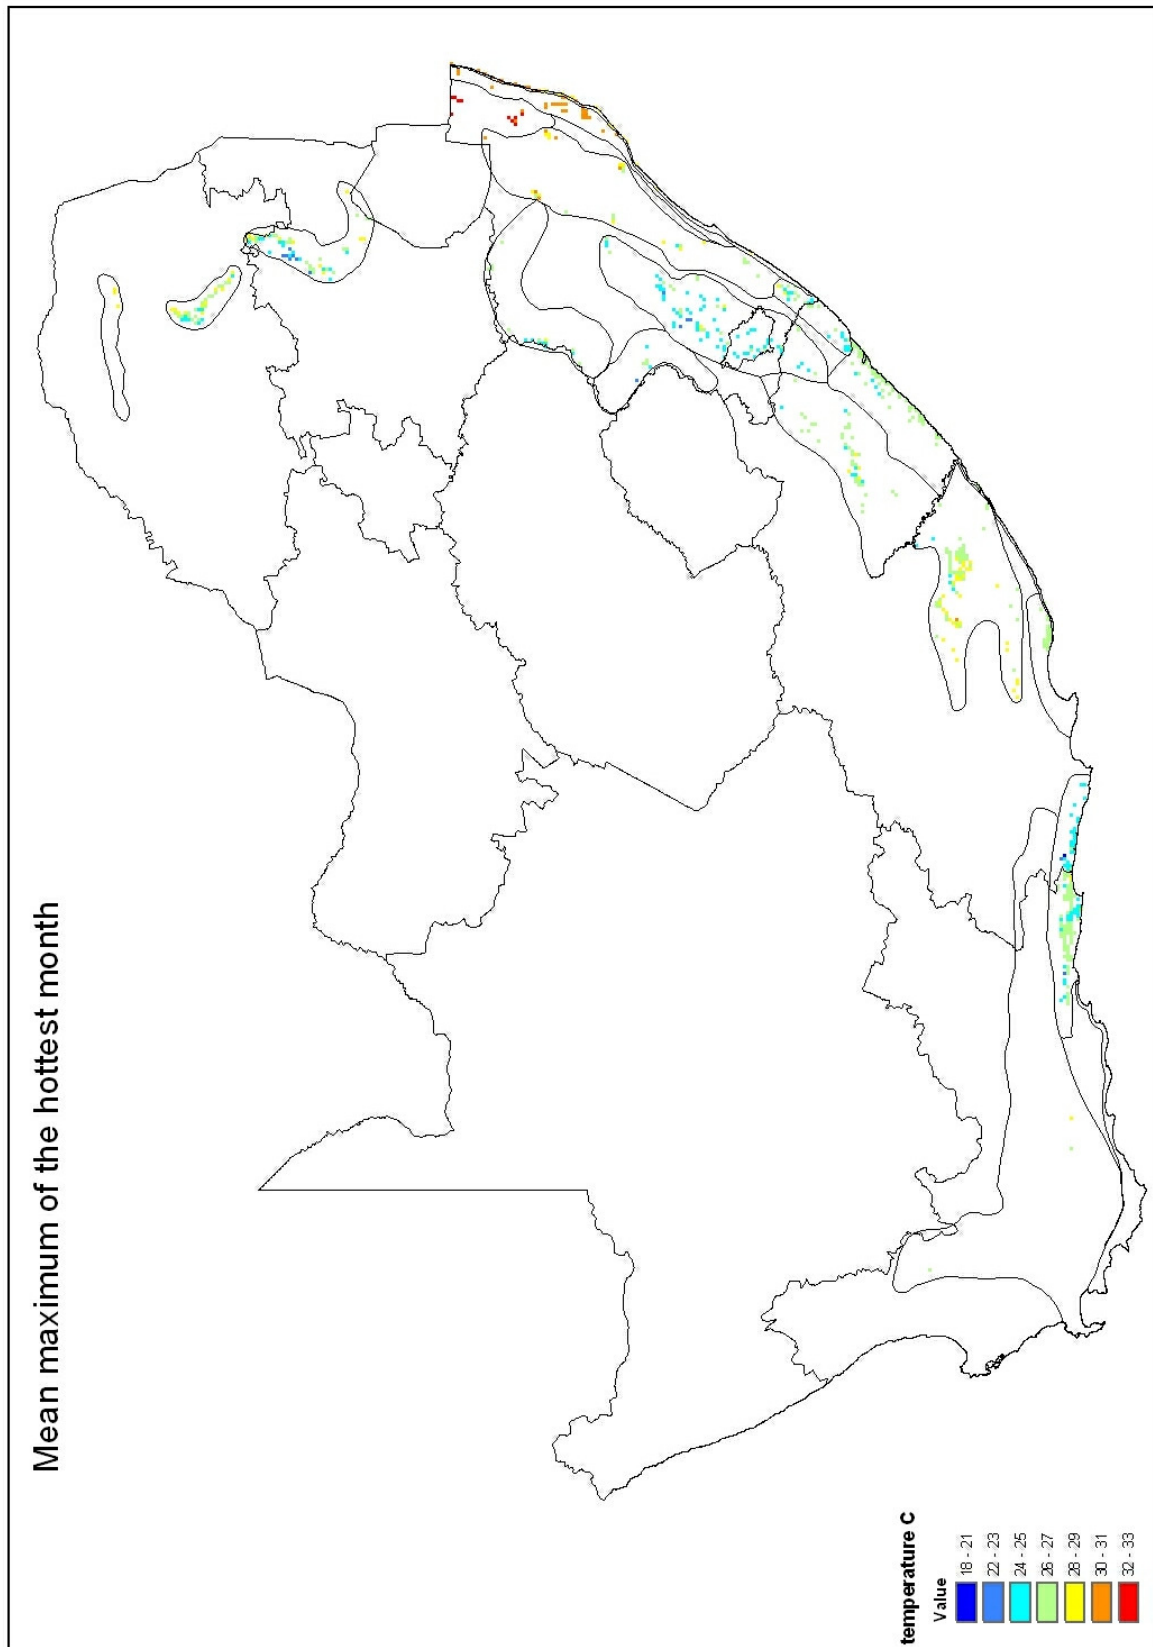 Mean maximum of the hottest month
temperature C
Value
18 - 21
22 - 23
24 - 25
26 - 27
28 - 29
30 - 31
32 - 33